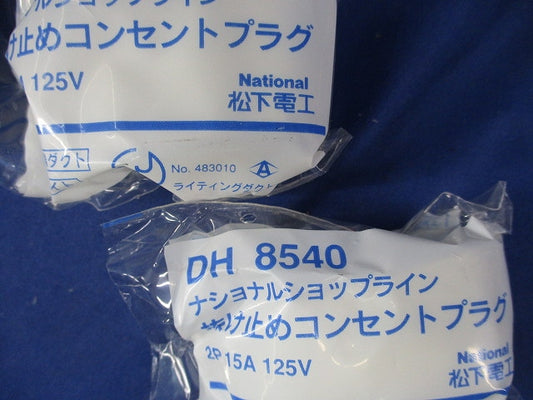 ルショップライン
け止めコンセントプラグ
A 125V
National
松下電工
ダクト
No. 483010
ライティングダクト
DH 8540
ナショナルショップライン
抜け止めコンセントプラグ
2P 15A 125V
National
松下電工